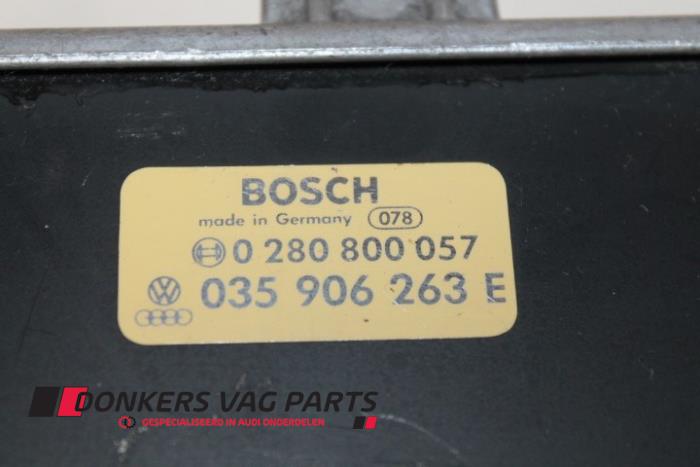 BOSCH
made in Germany 078
0 280 800 057
035 906 263 E
DONKERS VAG PARTS
GESPECIALISEERD IN AUDI ONDERDELEN